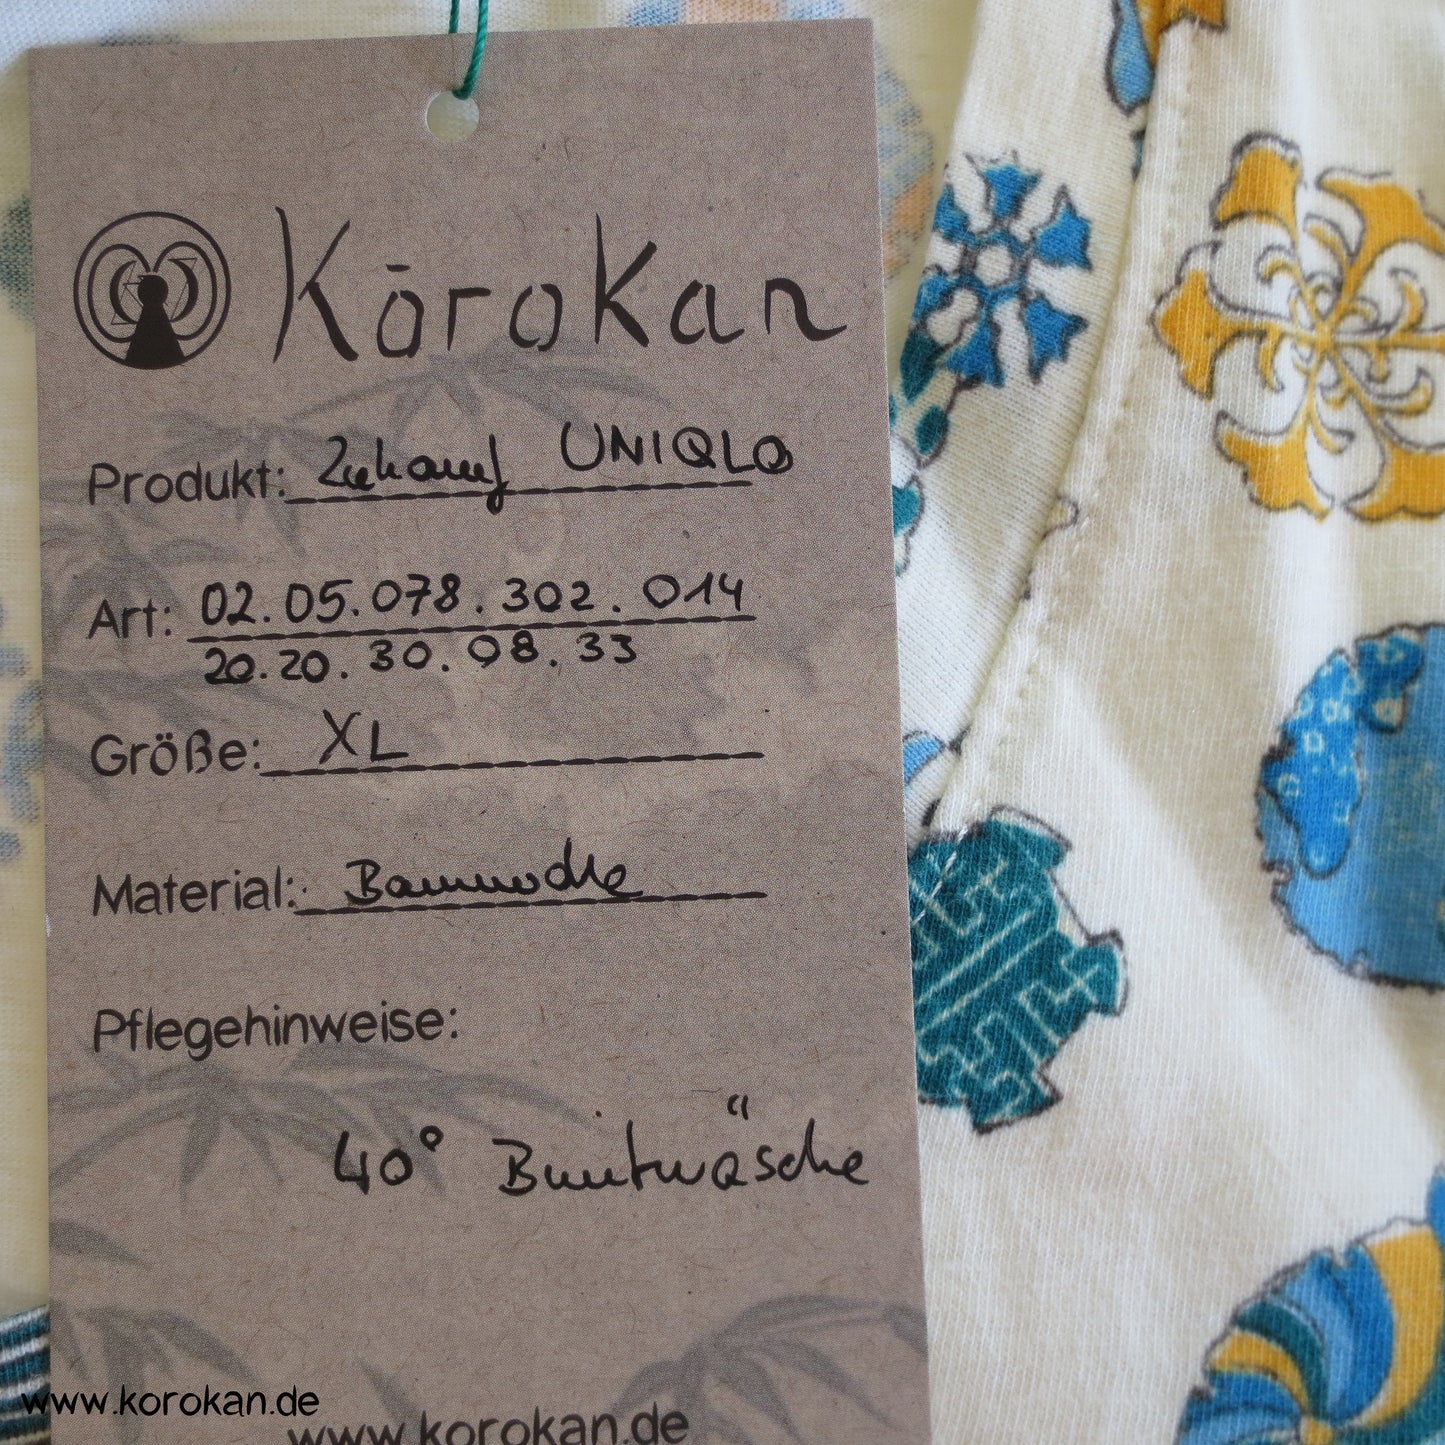 Kōrokan
Produkt: Zukauf UNIQLO
Art: 02.05.078.302.014
20.20.30.08.33
Größe: XL
Material: Baumwolle
Pflegehinweise:
40° Buntwäsche
www.korokan.de
www.korokan.de